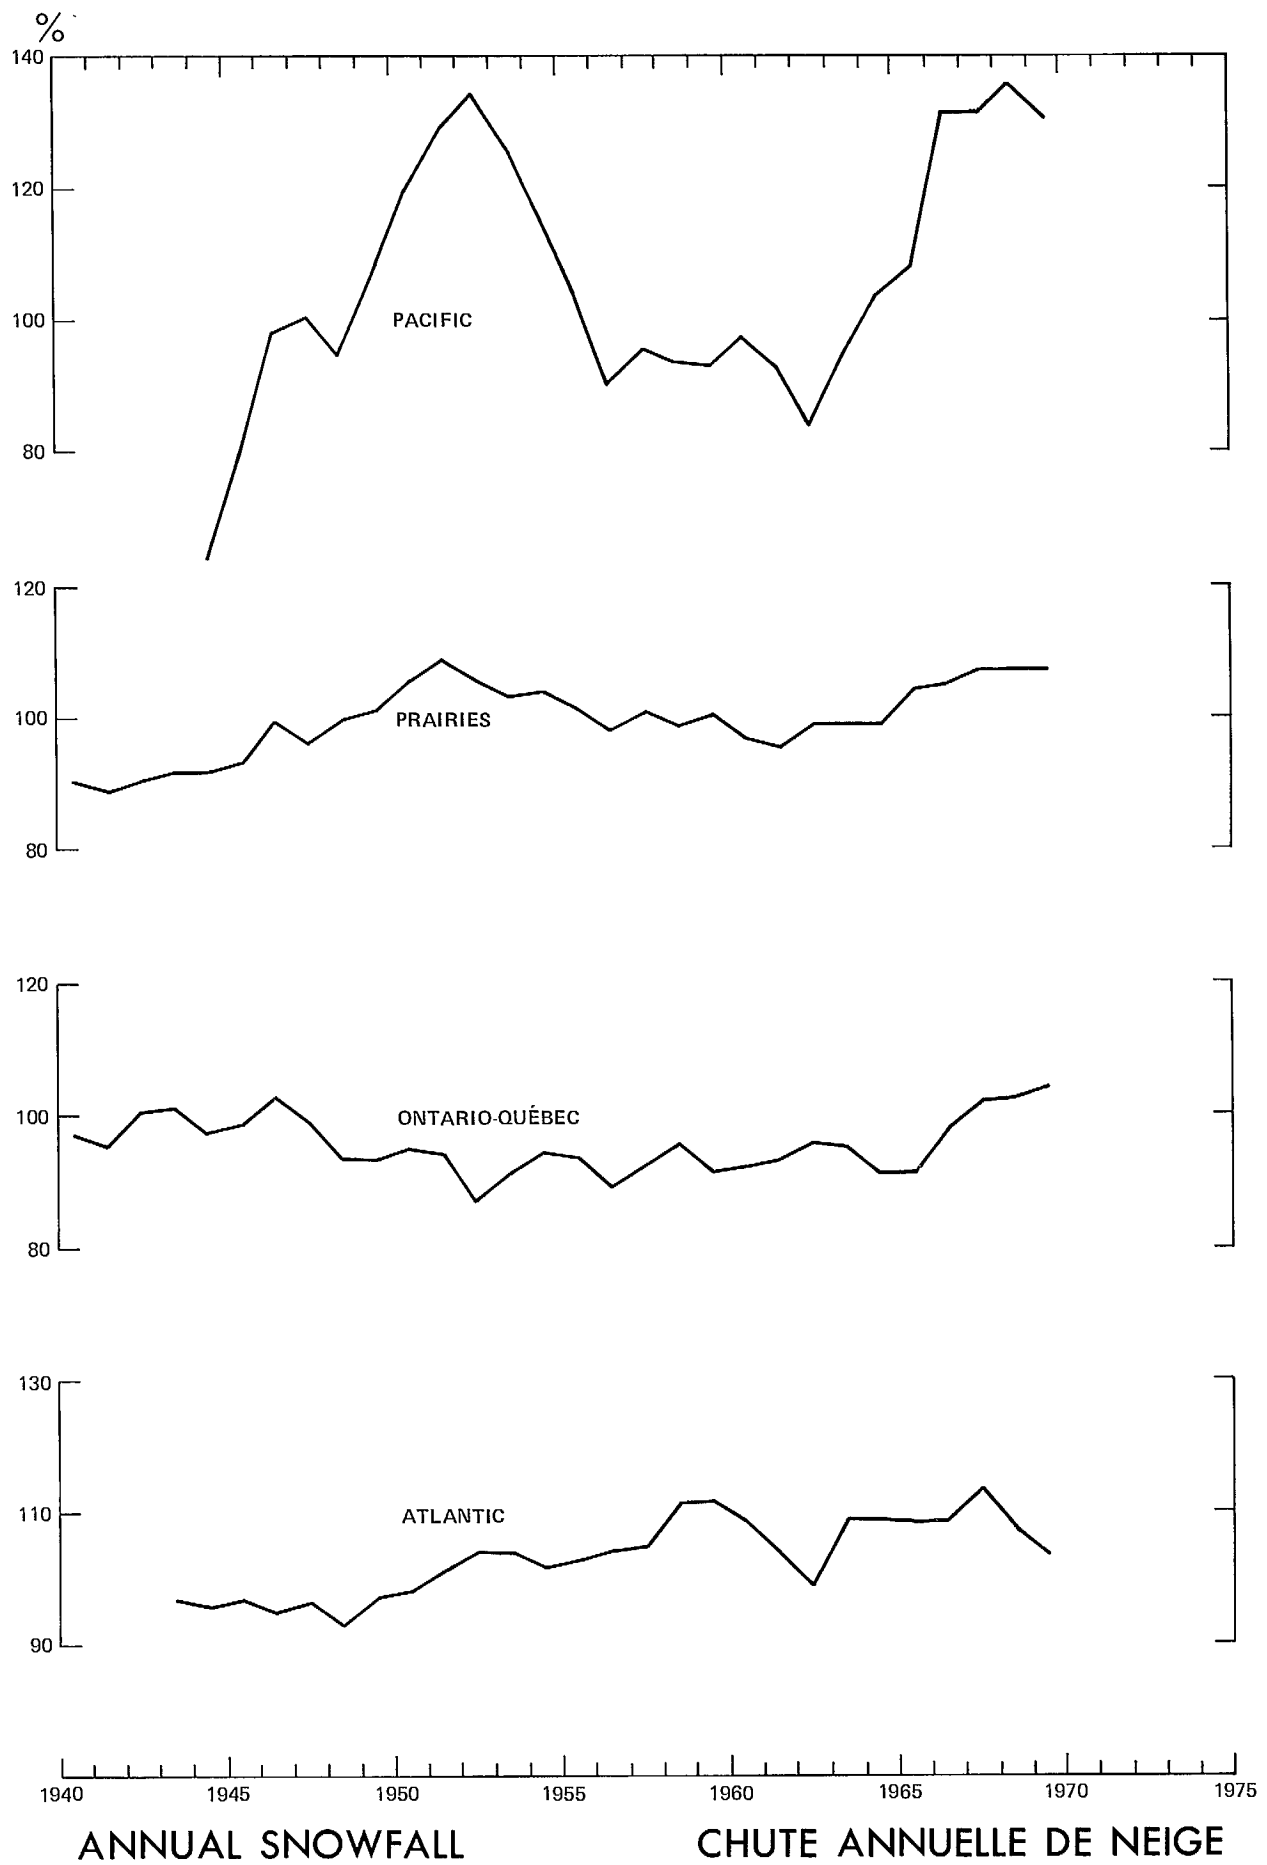 %
140
120
100
PACIFIC
80
120
100
PRAIRIES
80
120
100
ONTARIO-QUÉBEC
80
130
110
ATLANTIC
90
1940 1945 1950 1955 1960 1965 1970 1975
ANNUAL SNOWFALL CHUTE ANNUELLE DE NEIGE